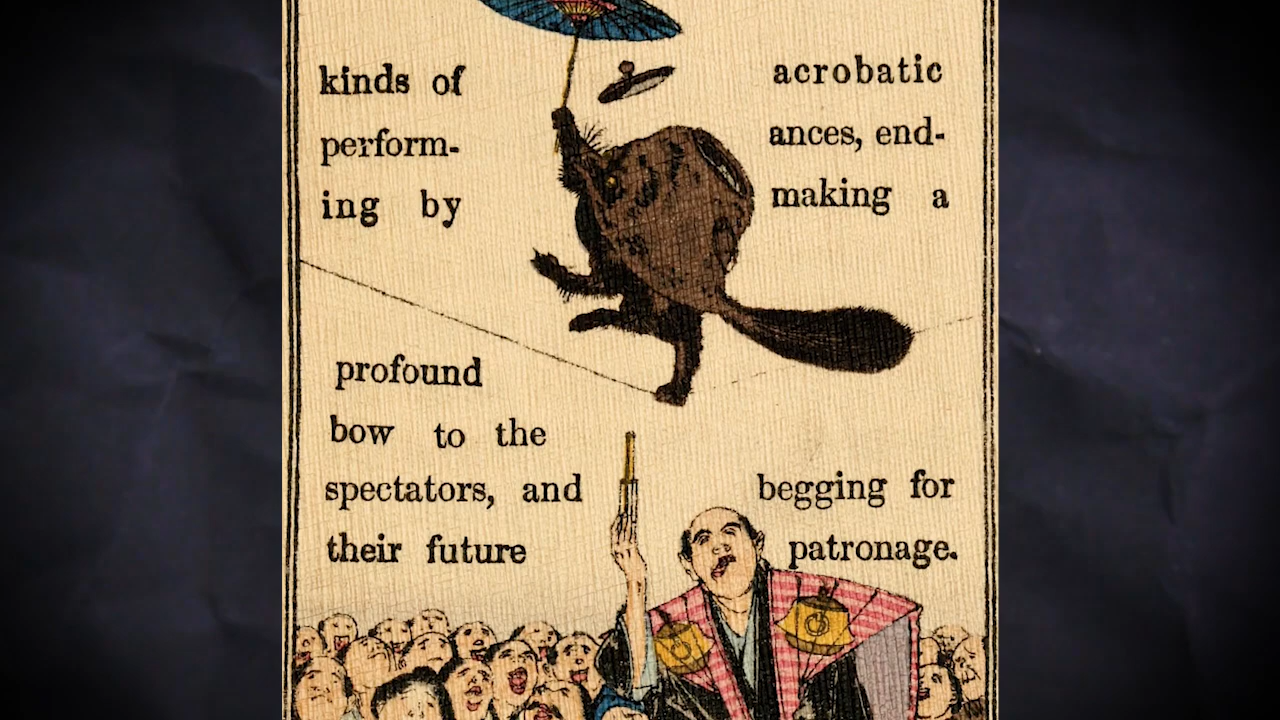 kinds of acrobatic
perform- ances, end-
ing by making a
profound
bow to the
spectators, and begging for
their future patronage.